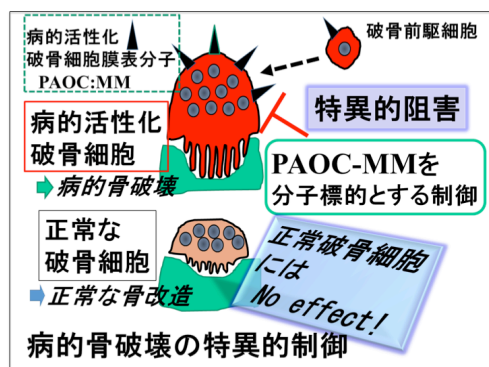 病的活性化
破骨細胞膜表分子
PAOC:MM
破骨前駆細胞
病的活性化
破骨細胞
病的骨破壊
特異的阻害
PAOC-MMを
分子標的とする制御
正常な
破骨細胞
正常な骨改造
正常破骨細胞
には
No effect!
病的骨破壊の特異的制御